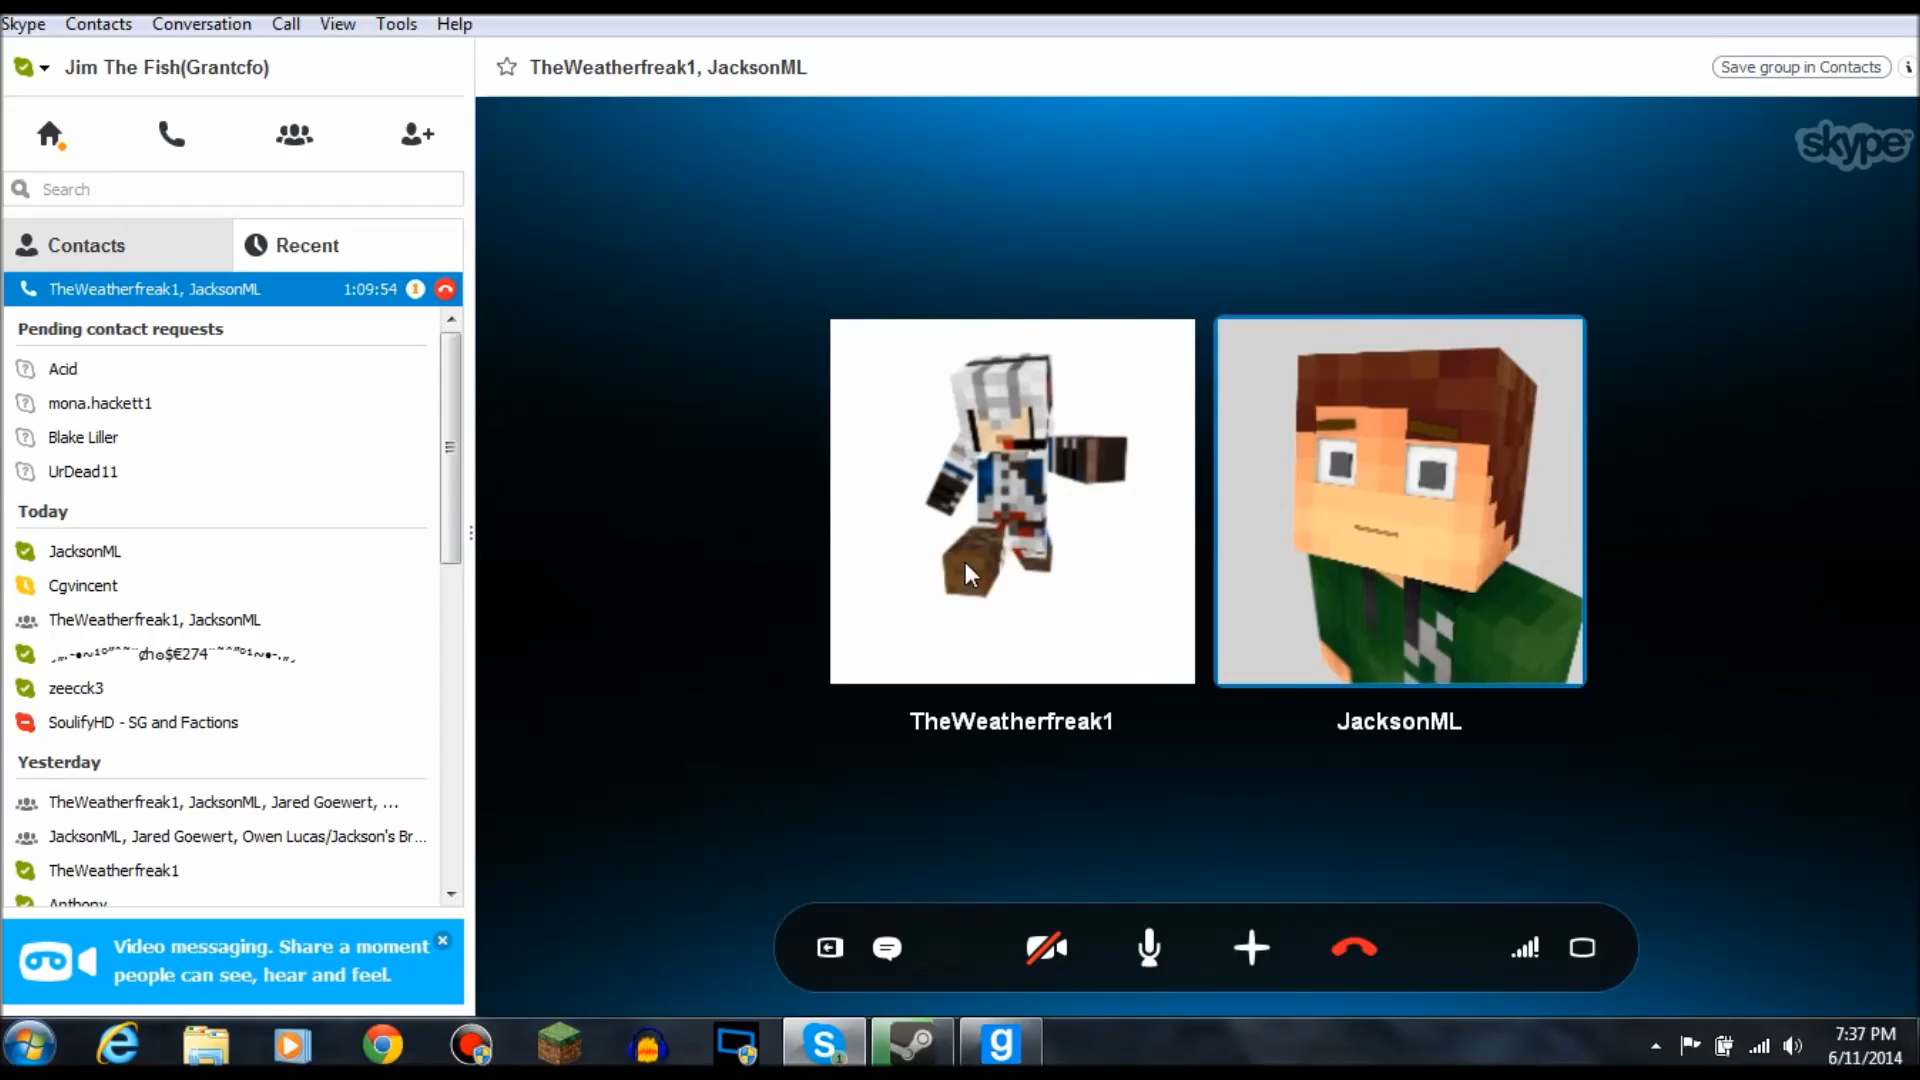 Skype Contacts Conversation Call View Tools Help
Jim The Fish(Grantcfo)
TheWeatherfreak1, JacksonML
Save group in Contacts
skype
Search
Contacts
Recent
TheWeatherfreak1, JacksonML 1:09:54 1
Pending contact requests
Acid
mona.hackett1
Blake Liller
UrDead11
Today
JacksonML
Cgvincent
TheWeatherfreak1, JacksonML
zeecck3
SoulifyHD - SG and Factions
Yesterday
TheWeatherfreak1, JacksonML, Jared Goewert, ...
JacksonML, Jared Goewert, Owen Lucas/Jackson's Br...
TheWeatherfreak1
Anthony
TheWeatherfreak1
JacksonML
Video messaging. Share a moment
people can see, hear and feel.
7:37 PM
6/11/2014